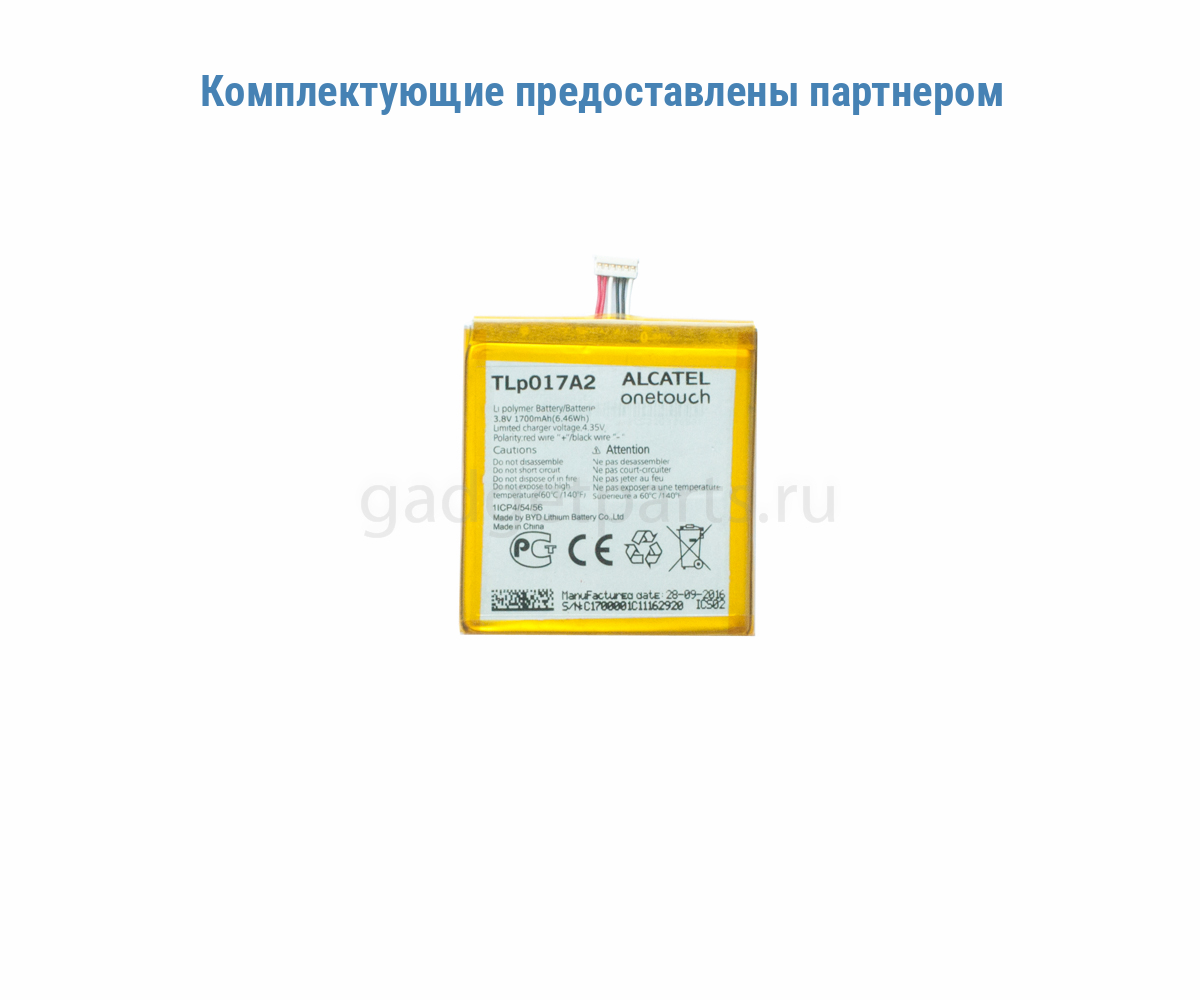 Комплектующие предоставлены партнером
TLp017A2
ALCATEL
onetouch
Li polymer Battery/Batterie
3.8V 1700mAh(6.46Wh)
Limited charger voltage,4.35V
Polarity:red wire "+"/black wire "-"
Cautions
Do not disassemble
Do not short circuit
Do not dispose of in fire
Do not expose to high
temperature(60°C/140°F)
⚠ Attention
Ne pas desassembler
Ne pas court-circuiter
Ne pas jeter au feu
Ne pas exposer a une temperature
Superieure a 60°C/140°F
1ICP4/54/56
Made by BYD Lithium Battery Co.,Ltd
Made in China
РСТ CE
Manufactured date: 28-09-2016
S/N:C1700001C11162920 ICS02
gadgetparts.ru